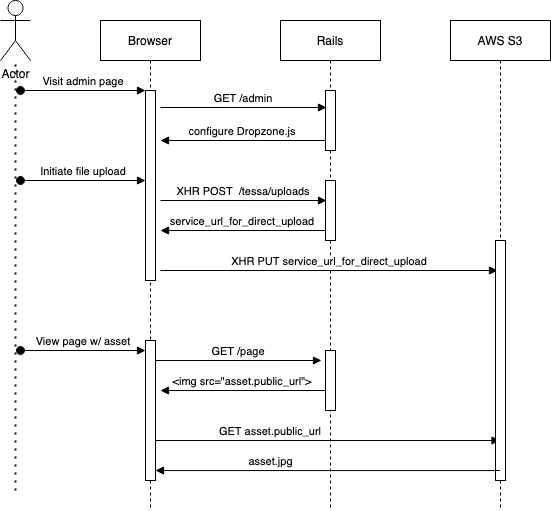 Browser
Rails
AWS S3
Actor
Visit admin page
GET /admin
configure Dropzone.js
Initiate file upload
XHR POST /tessa/uploads
service_url_for_direct_upload
XHR PUT service_url_for_direct_upload
View page w/ asset
GET /page
<img src="asset.public_url">
GET asset.public_url
asset.jpg